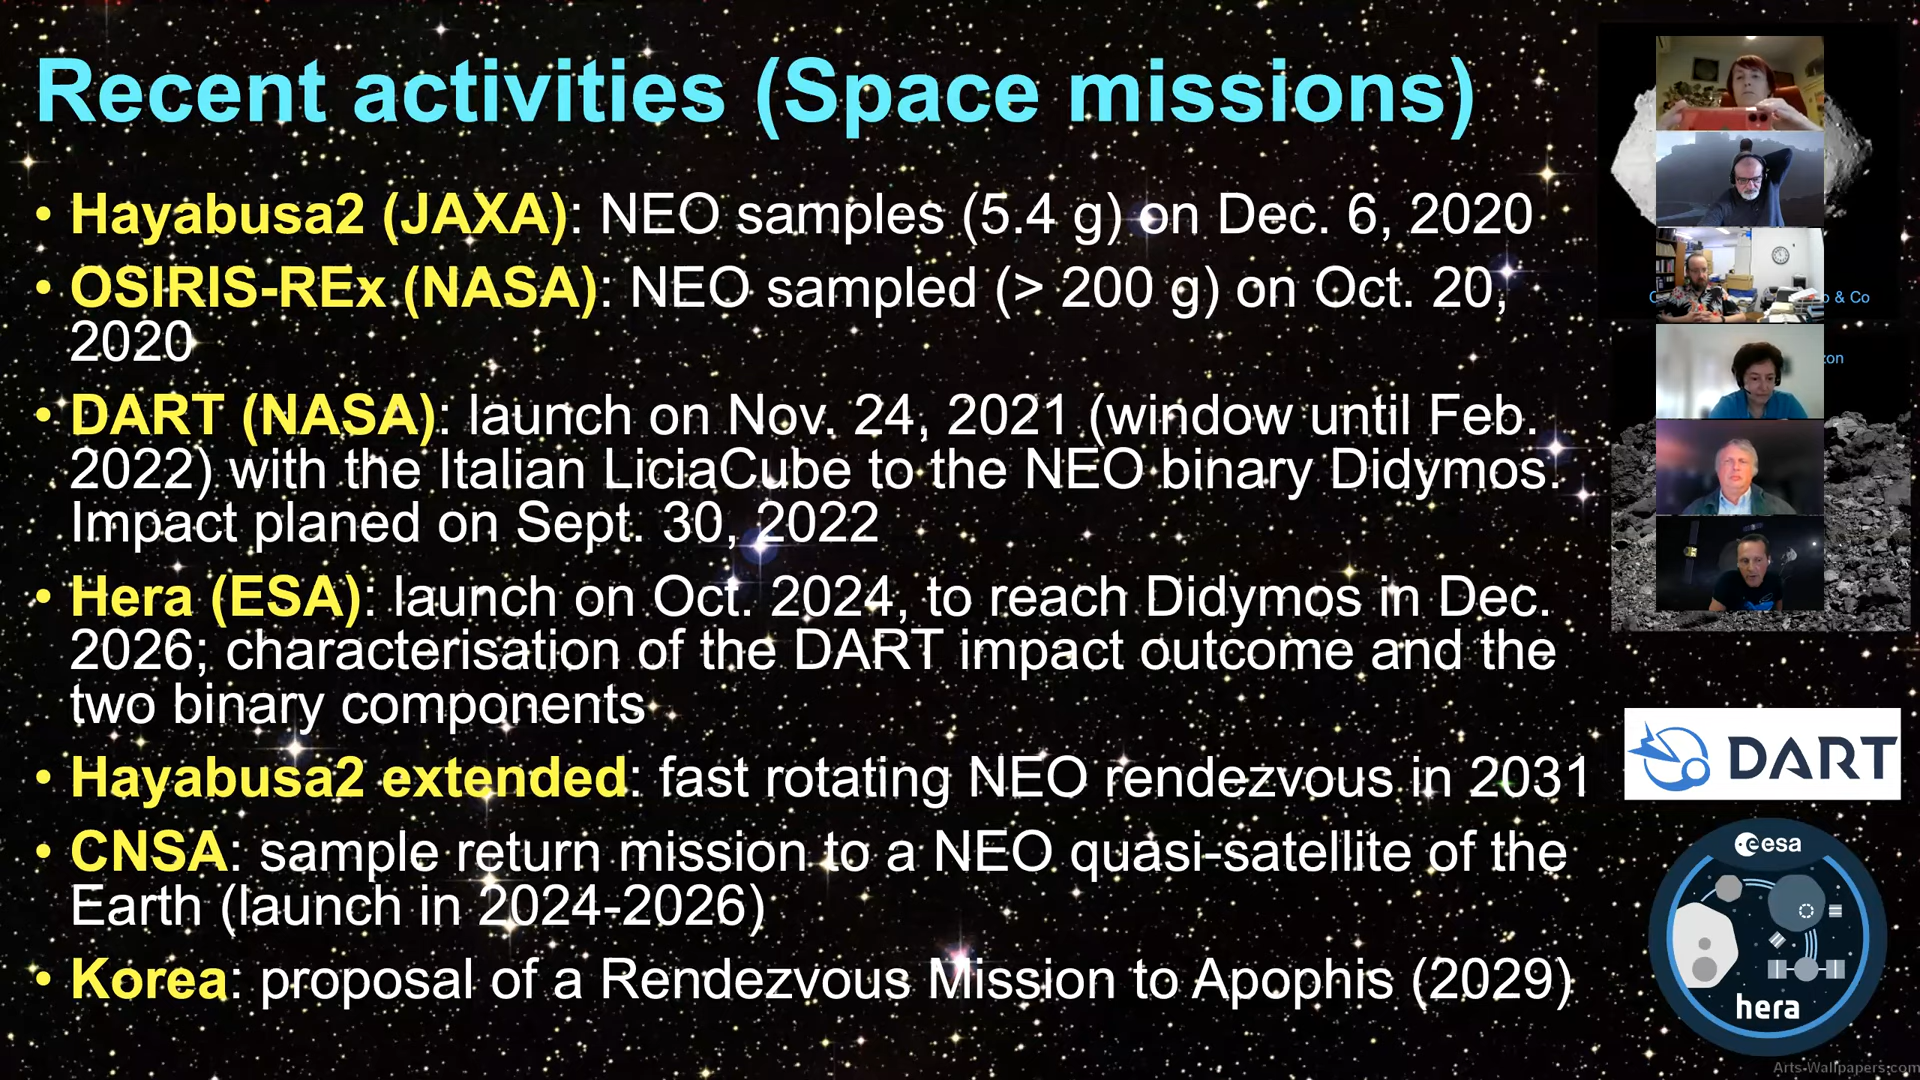 Recent activities (Space missions)
• Hayabusa2 (JAXA): NEO samples (5.4 g) on Dec. 6, 2020
• OSIRIS-REx (NASA): NEO sampled (> 200 g) on Oct. 20,
2020
• DART (NASA): launch on Nov. 24, 2021 (window until Feb.
2022) with the Italian LiciaCube to the NEO binary Didymos.
Impact planed on Sept. 30, 2022
• Hera (ESA): launch on Oct. 2024, to reach Didymos in Dec.
2026; characterisation of the DART impact outcome and the
two binary components
• Hayabusa2 extended: fast rotating NEO rendezvous in 2031
• CNSA: sample return mission to a NEO quasi-satellite of the
Earth (launch in 2024-2026)
• Korea: proposal of a Rendezvous Mission to Apophis (2029)
& Co
DART
esa
hera
Arts-Wallpapers.com